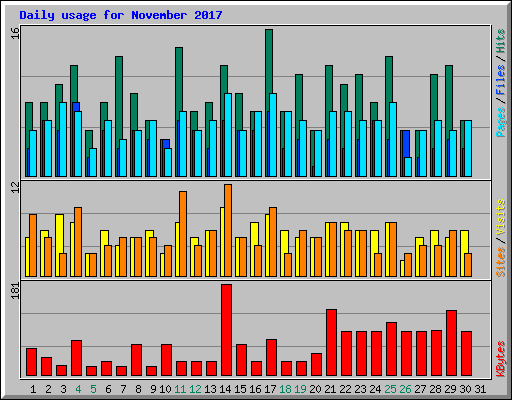 Daily usage for November 2017
16
Pages / Files / Hits
12
Sites / Visits
181
KBytes
1 2 3 4 5 6 7 8 9 10 11 12 13 14 15 16 17 18 19 20 21 22 23 24 25 26 27 28 29 30 31